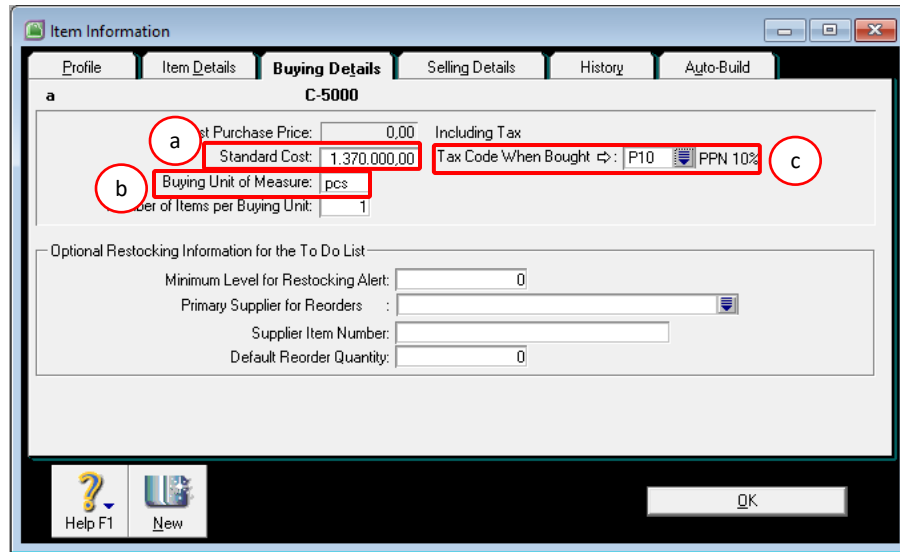 Item Information
Profile Item Details Buying Details Selling Details History Auto-Build
a C-5000
a
st Purchase Price: 0,00 Including Tax
Standard Cost: 1.370.000,00 Tax Code When Bought ⇨: P10 PPN 10%
c
b
Buying Unit of Measure: pcs
ber of Items per Buying Unit: 1
Optional Restocking Information for the To Do List
Minimum Level for Restocking Alert: 0
Primary Supplier for Reorders :
Supplier Item Number:
Default Reorder Quantity: 0
Help F1 New OK